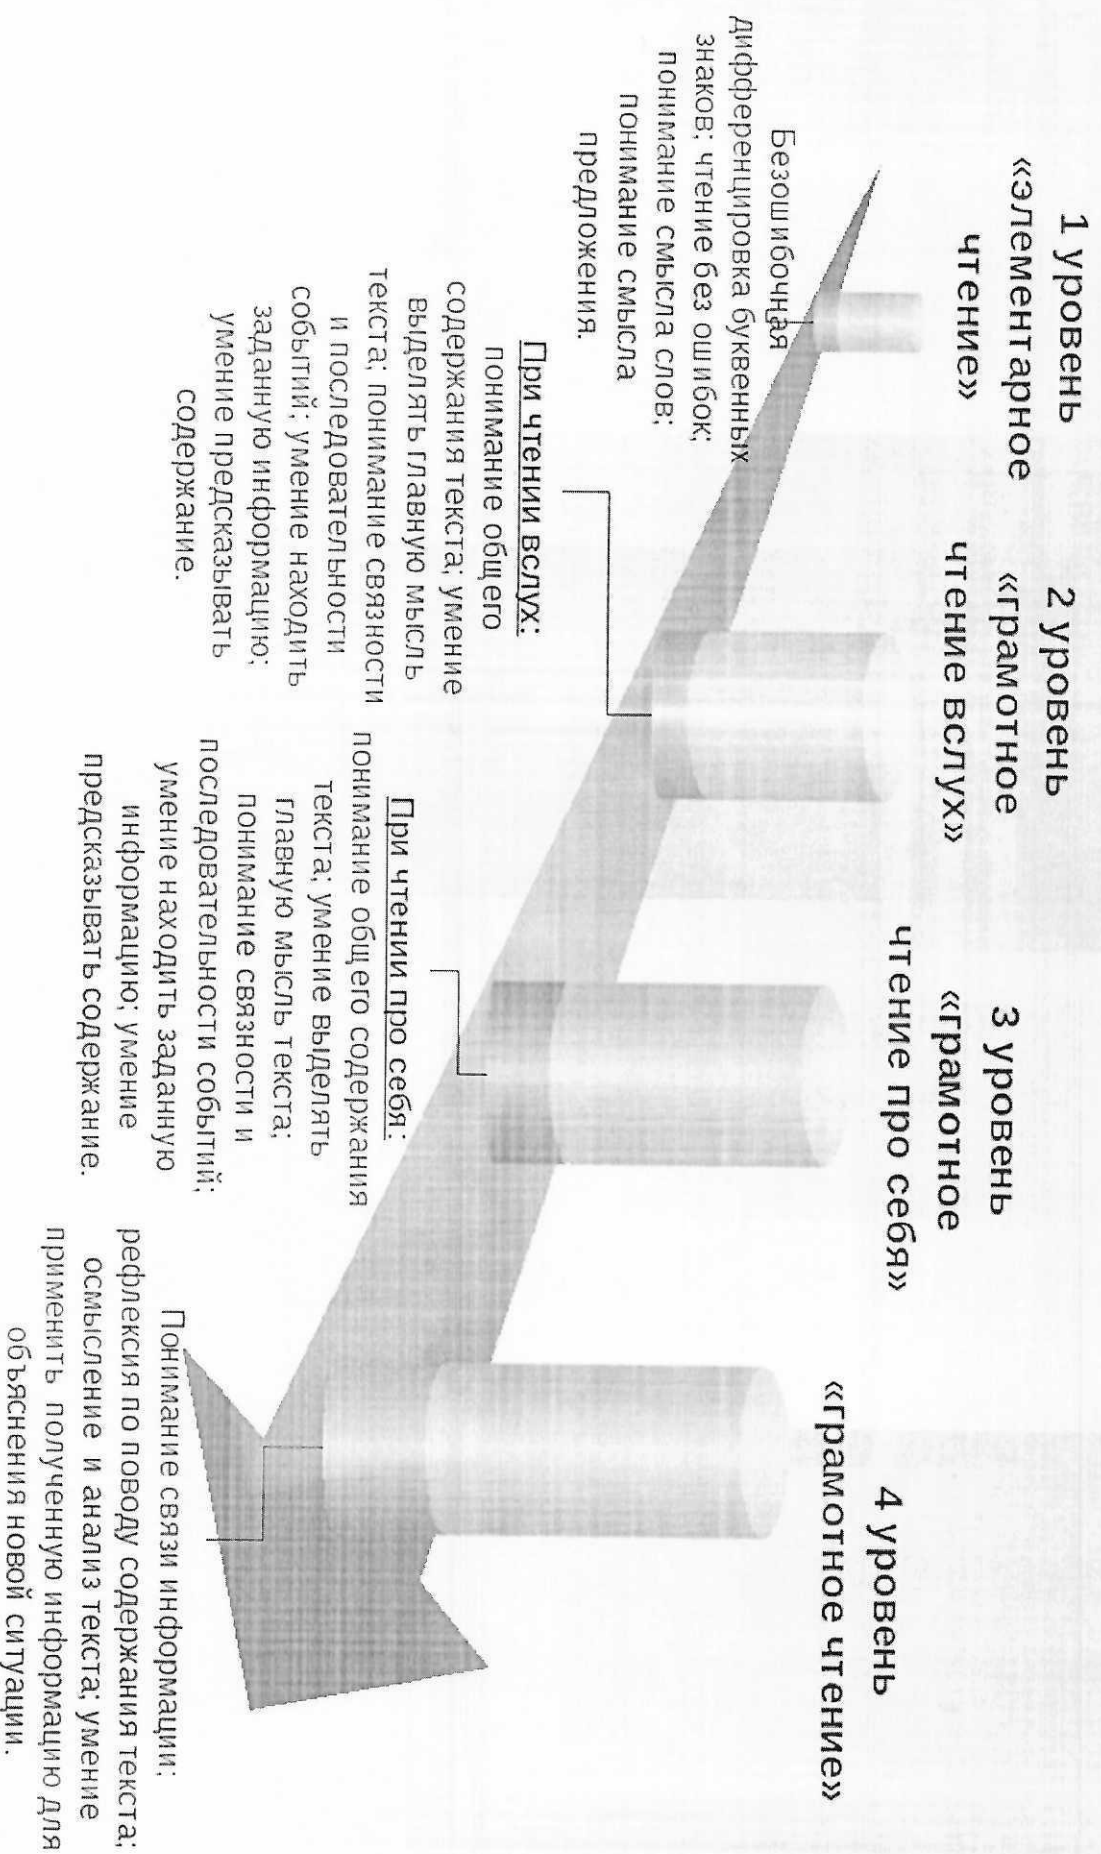 1 уровень
«элементарное
чтение»
Безошибочная
дифференцировка буквенных
знаков; чтение без ошибок;
понимание смысла слов;
понимание смысла
предложения.
2 уровень
«грамотное
чтение вслух»
При чтении вслух:
понимание общего
содержания текста; умение
выделять главную мысль
текста; понимание связности
и последовательности
событий; умение находить
заданную информацию;
умение предсказывать
содержание.
3 уровень
«грамотное
чтение про себя»
При чтении про себя:
понимание общего содержания
текста; умение выделять
главную мысль текста;
понимание связности и
последовательности событий;
умение находить заданную
информацию; умение
предсказывать содержание.
4 уровень
«грамотное чтение»
Понимание связи информации;
рефлексия по поводу содержания текста;
осмысление и анализ текста; умение
применить полученную информацию для
объяснения новой ситуации.